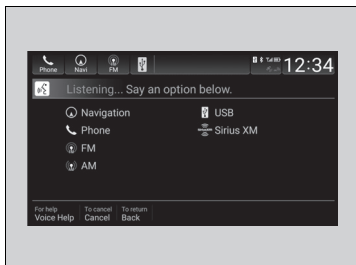 Phone Navi FM 12:34
Listening... Say an option below.
Navigation USB
Phone Sirius XM
FM
AM
For help To cancel To return
Voice Help Cancel Back